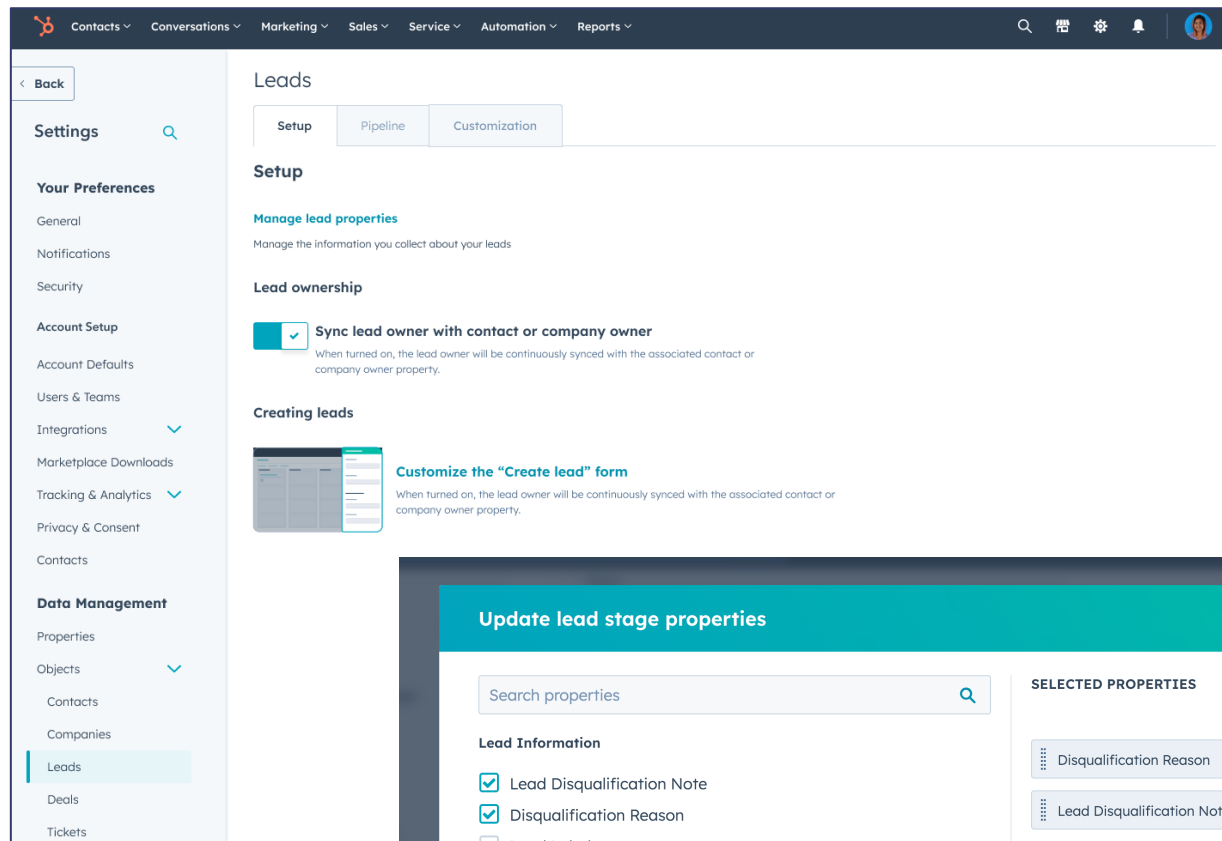 Contacts Conversations Marketing Sales Service Automation Reports
Back
Settings
Your Preferences
General
Notifications
Security
Account Setup
Account Defaults
Users & Teams
Integrations
Marketplace Downloads
Tracking & Analytics
Privacy & Consent
Contacts
Data Management
Properties
Objects
Contacts
Companies
Leads
Deals
Tickets
Leads
Setup Pipeline Customization
Setup
Manage lead properties
Manage the information you collect about your leads
Lead ownership
Sync lead owner with contact or company owner
When turned on, the lead owner will be continuously synced with the associated contact or
company owner property.
Creating leads
Customize the “Create lead” form
When turned on, the lead owner will be continuously synced with the associated contact or
company owner property.
Update lead stage properties
Search properties
Lead Information
Lead Disqualification Note
Disqualification Reason
SELECTED PROPERTIES
Disqualification Reason
Lead Disqualification Not